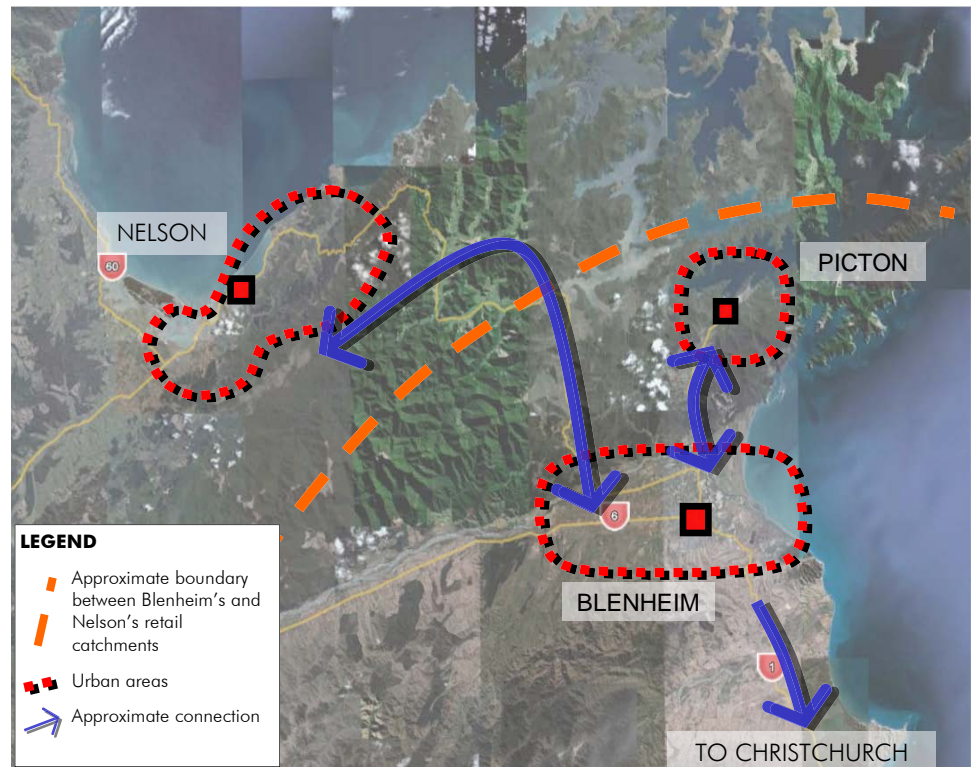 NELSON
60
PICTON
6
BLENHEIM
1
TO CHRISTCHURCH
LEGEND
Approximate boundary
between Blenheim's and
Nelson's retail
catchments
Urban areas
Approximate connection